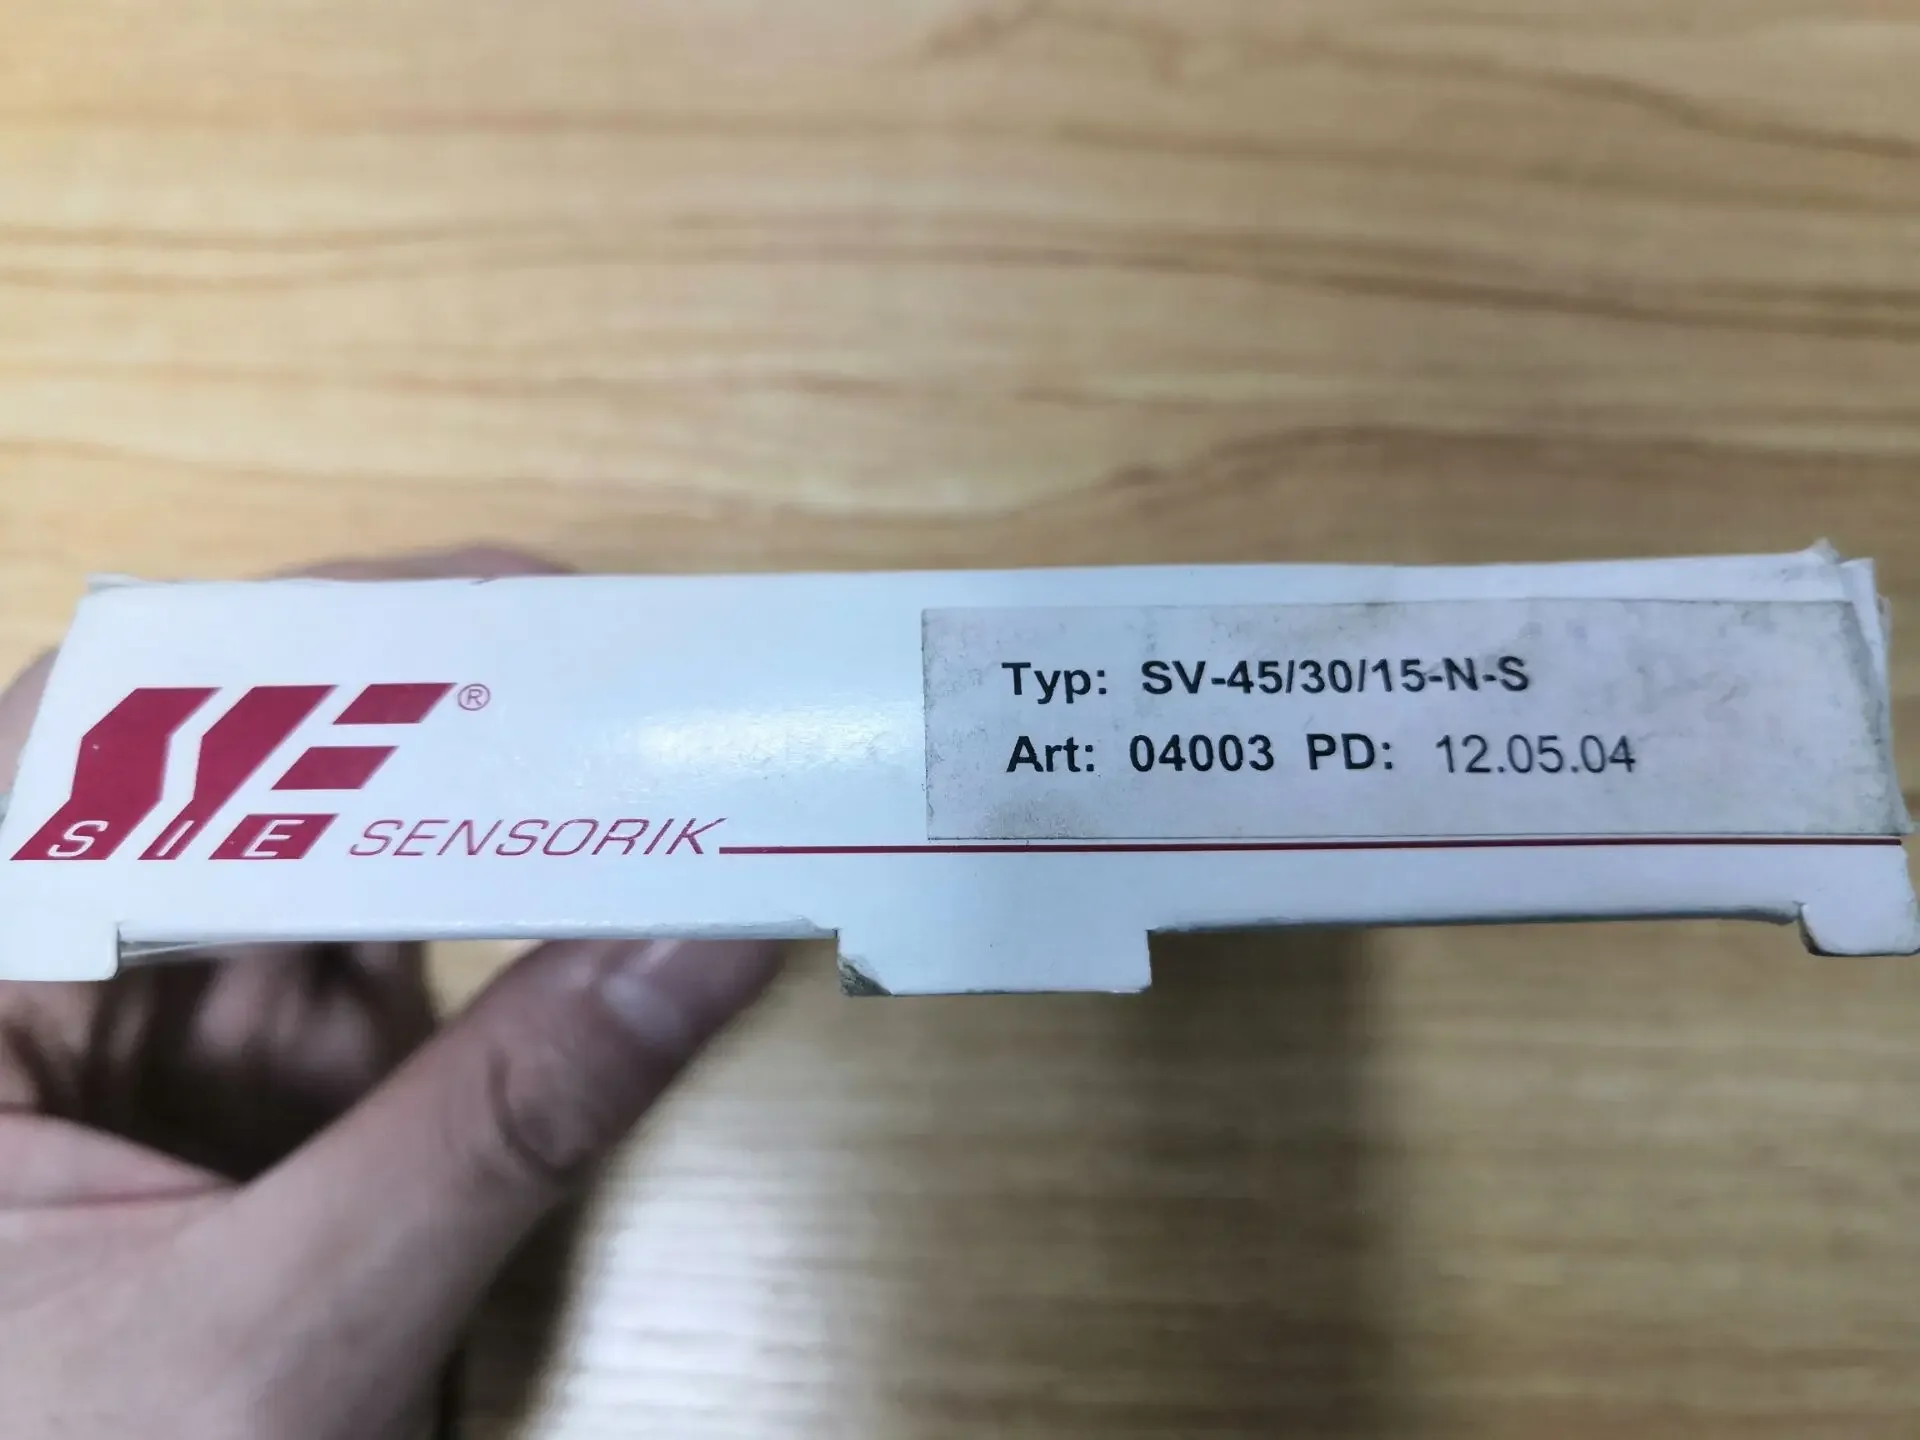 SIE® SENSORIK
Typ: SV-45/30/15-N-S
Art: 04003 PD: 12.05.04